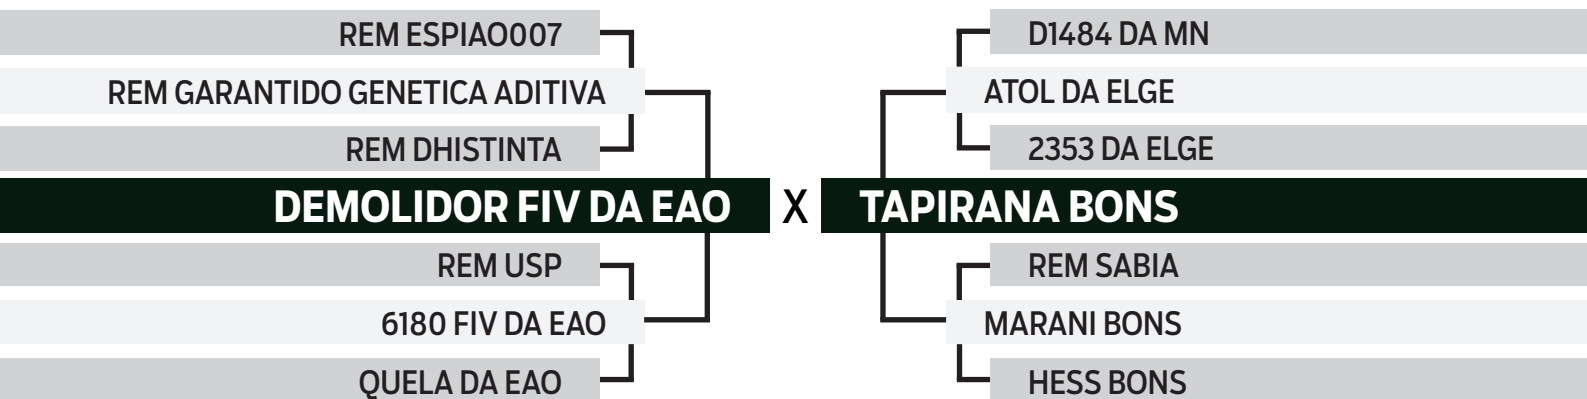 REM ESPIAO007
REM GARANTIDO GENETICA ADITIVA
REM DHISTINTA
DEMOLIDOR FIV DA EAO
REM USP
6180 FIV DA EAO
QUELA DA EAO
X
D1484 DA MN
ATOL DA ELGE
2353 DA ELGE
TAPIRANA BONS
REM SABIA
MARANI BONS
HESS BONS